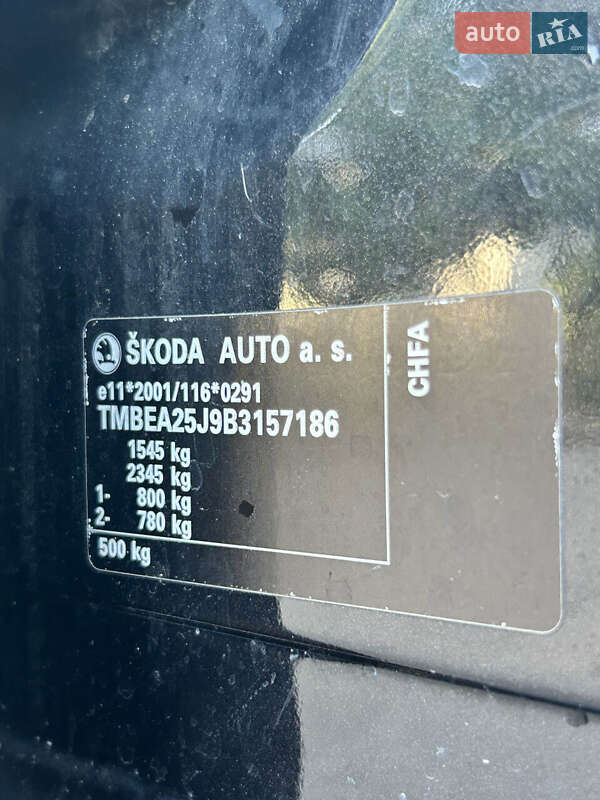 auto RIA .com
ŠKODA AUTO a. s.
e11*2001/116*0291
TMBEA25J9B3157186
1545 kg
2345 kg
1- 800 kg
2- 780 kg
500 kg
CHFA